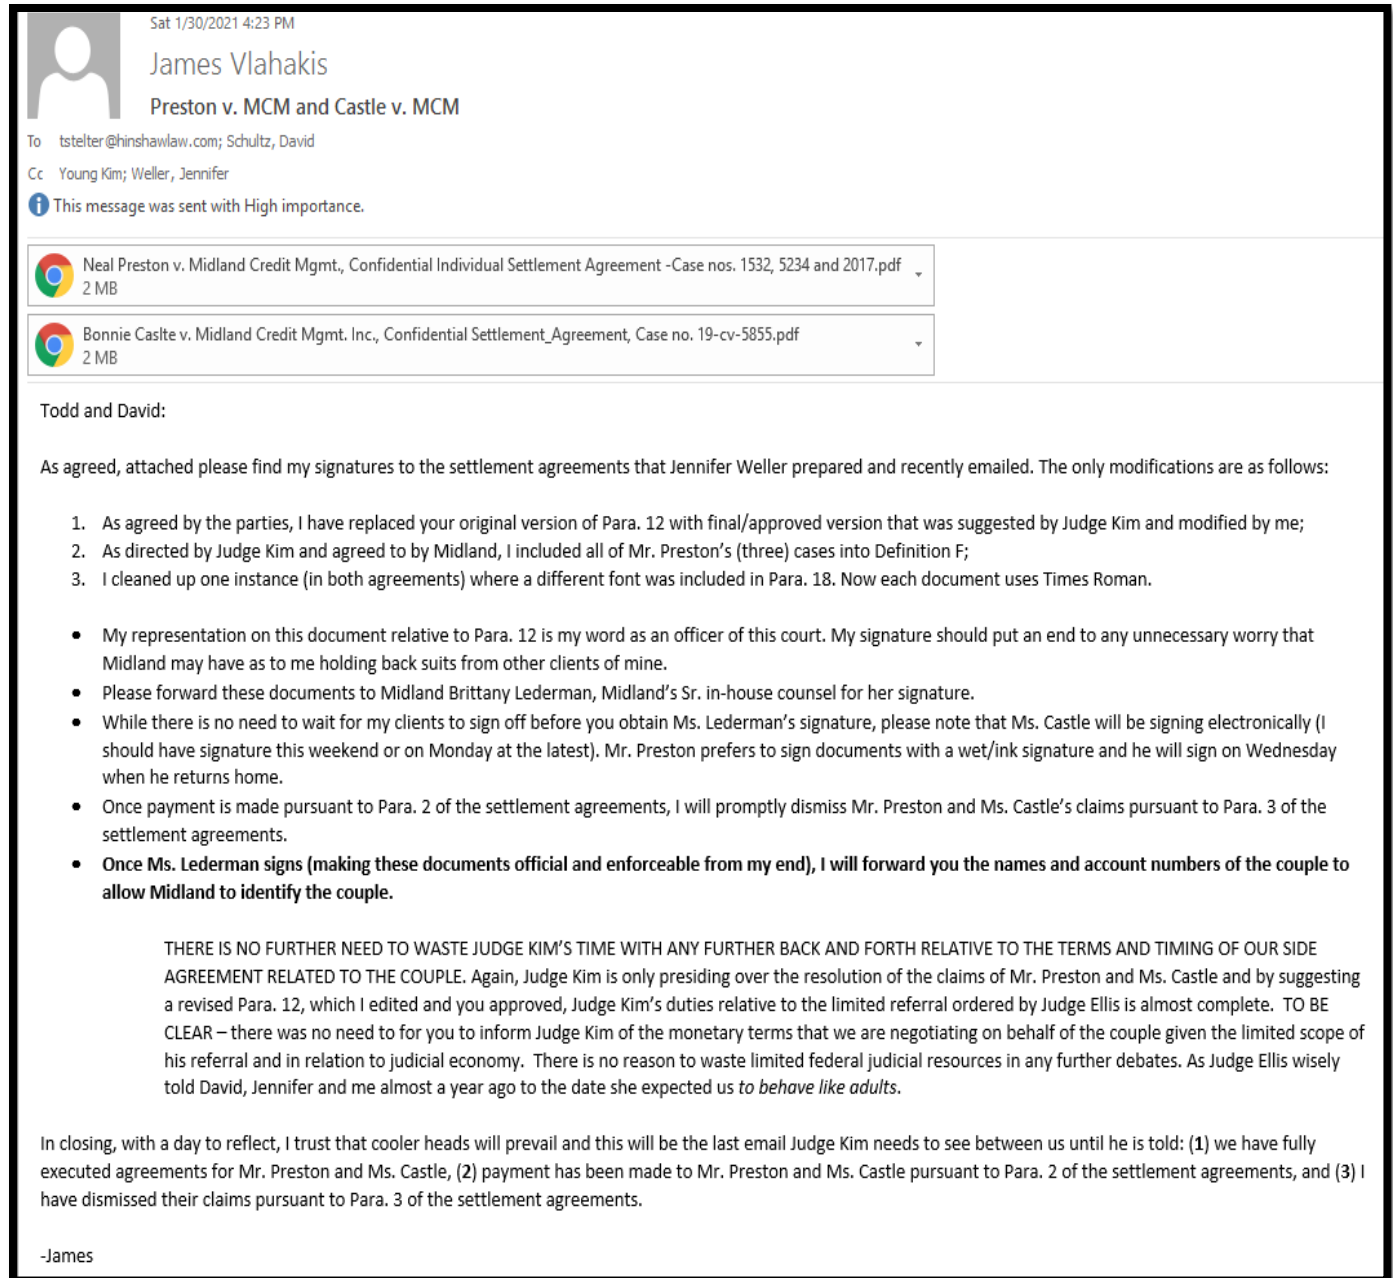 Sat 1/30/2021 4:23 PM
James Vlahakis
Preston v. MCM and Castle v. MCM
To tstelter@hinshawlaw.com; Schultz, David
Cc Young Kim; Weller, Jennifer
This message was sent with High importance.
Neal Preston v. Midland Credit Mgmt., Confidential Individual Settlement Agreement -Case nos. 1532, 5234 and 2017.pdf
2 MB
Bonnie Caslte v. Midland Credit Mgmt. Inc., Confidential Settlement_Agreement, Case no. 19-cv-5855.pdf
2 MB
Todd and David:
As agreed, attached please find my signatures to the settlement agreements that Jennifer Weller prepared and recently emailed. The only modifications are as follows:
1. As agreed by the parties, I have replaced your original version of Para. 12 with final/approved version that was suggested by Judge Kim and modified by me;
2. As directed by Judge Kim and agreed to by Midland, I included all of Mr. Preston's (three) cases into Definition F;
3. I cleaned up one instance (in both agreements) where a different font was included in Para. 18. Now each document uses Times Roman.
• My representation on this document relative to Para. 12 is my word as an officer of this court. My signature should put an end to any unnecessary worry that
Midland may have as to me holding back suits from other clients of mine.
• Please forward these documents to Midland Brittany Lederman, Midland's Sr. in-house counsel for her signature.
• While there is no need to wait for my clients to sign off before you obtain Ms. Lederman's signature, please note that Ms. Castle will be signing electronically (I
should have signature this weekend or on Monday at the latest). Mr. Preston prefers to sign documents with a wet/ink signature and he will sign on Wednesday
when he returns home.
• Once payment is made pursuant to Para. 2 of the settlement agreements, I will promptly dismiss Mr. Preston and Ms. Castle's claims pursuant to Para. 3 of the
settlement agreements.
• Once Ms. Lederman signs (making these documents official and enforceable from my end), I will forward you the names and account numbers of the couple to
allow Midland to identify the couple.
THERE IS NO FURTHER NEED TO WASTE JUDGE KIM'S TIME WITH ANY FURTHER BACK AND FORTH RELATIVE TO THE TERMS AND TIMING OF OUR SIDE
AGREEMENT RELATED TO THE COUPLE. Again, Judge Kim is only presiding over the resolution of the claims of Mr. Preston and Ms. Castle and by suggesting
a revised Para. 12, which I edited and you approved, Judge Kim's duties relative to the limited referral ordered by Judge Ellis is almost complete. TO BE
CLEAR – there was no need to for you to inform Judge Kim of the monetary terms that we are negotiating on behalf of the couple given the limited scope of
his referral and in relation to judicial economy. There is no reason to waste limited federal judicial resources in any further debates. As Judge Ellis wisely
told David, Jennifer and me almost a year ago to the date she expected us to behave like adults.
In closing, with a day to reflect, I trust that cooler heads will prevail and this will be the last email Judge Kim needs to see between us until he is told: (1) we have fully
executed agreements for Mr. Preston and Ms. Castle, (2) payment has been made to Mr. Preston and Ms. Castle pursuant to Para. 2 of the settlement agreements, and (3) I
have dismissed their claims pursuant to Para. 3 of the settlement agreements.
-James